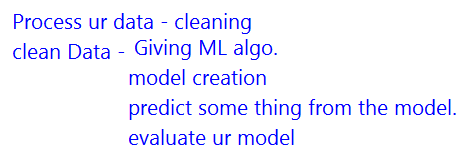 Process ur data - cleaning
clean Data - Giving ML algo.
model creation
predict some thing from the model.
evaluate ur model